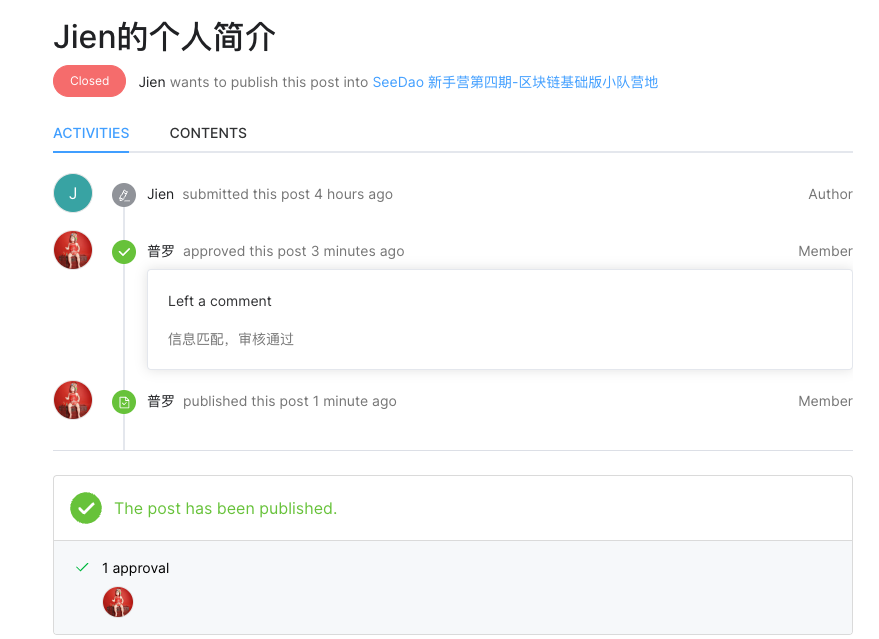 Jien的个人简介
Closed Jien wants to publish this post into SeeDao 新手营第四期-区块链基础版小队营地
ACTIVITIES CONTENTS
J Jien submitted this post 4 hours ago Author
普罗 approved this post 3 minutes ago Member
Left a comment
信息匹配，审核通过
普罗 published this post 1 minute ago Member
The post has been published.
1 approval